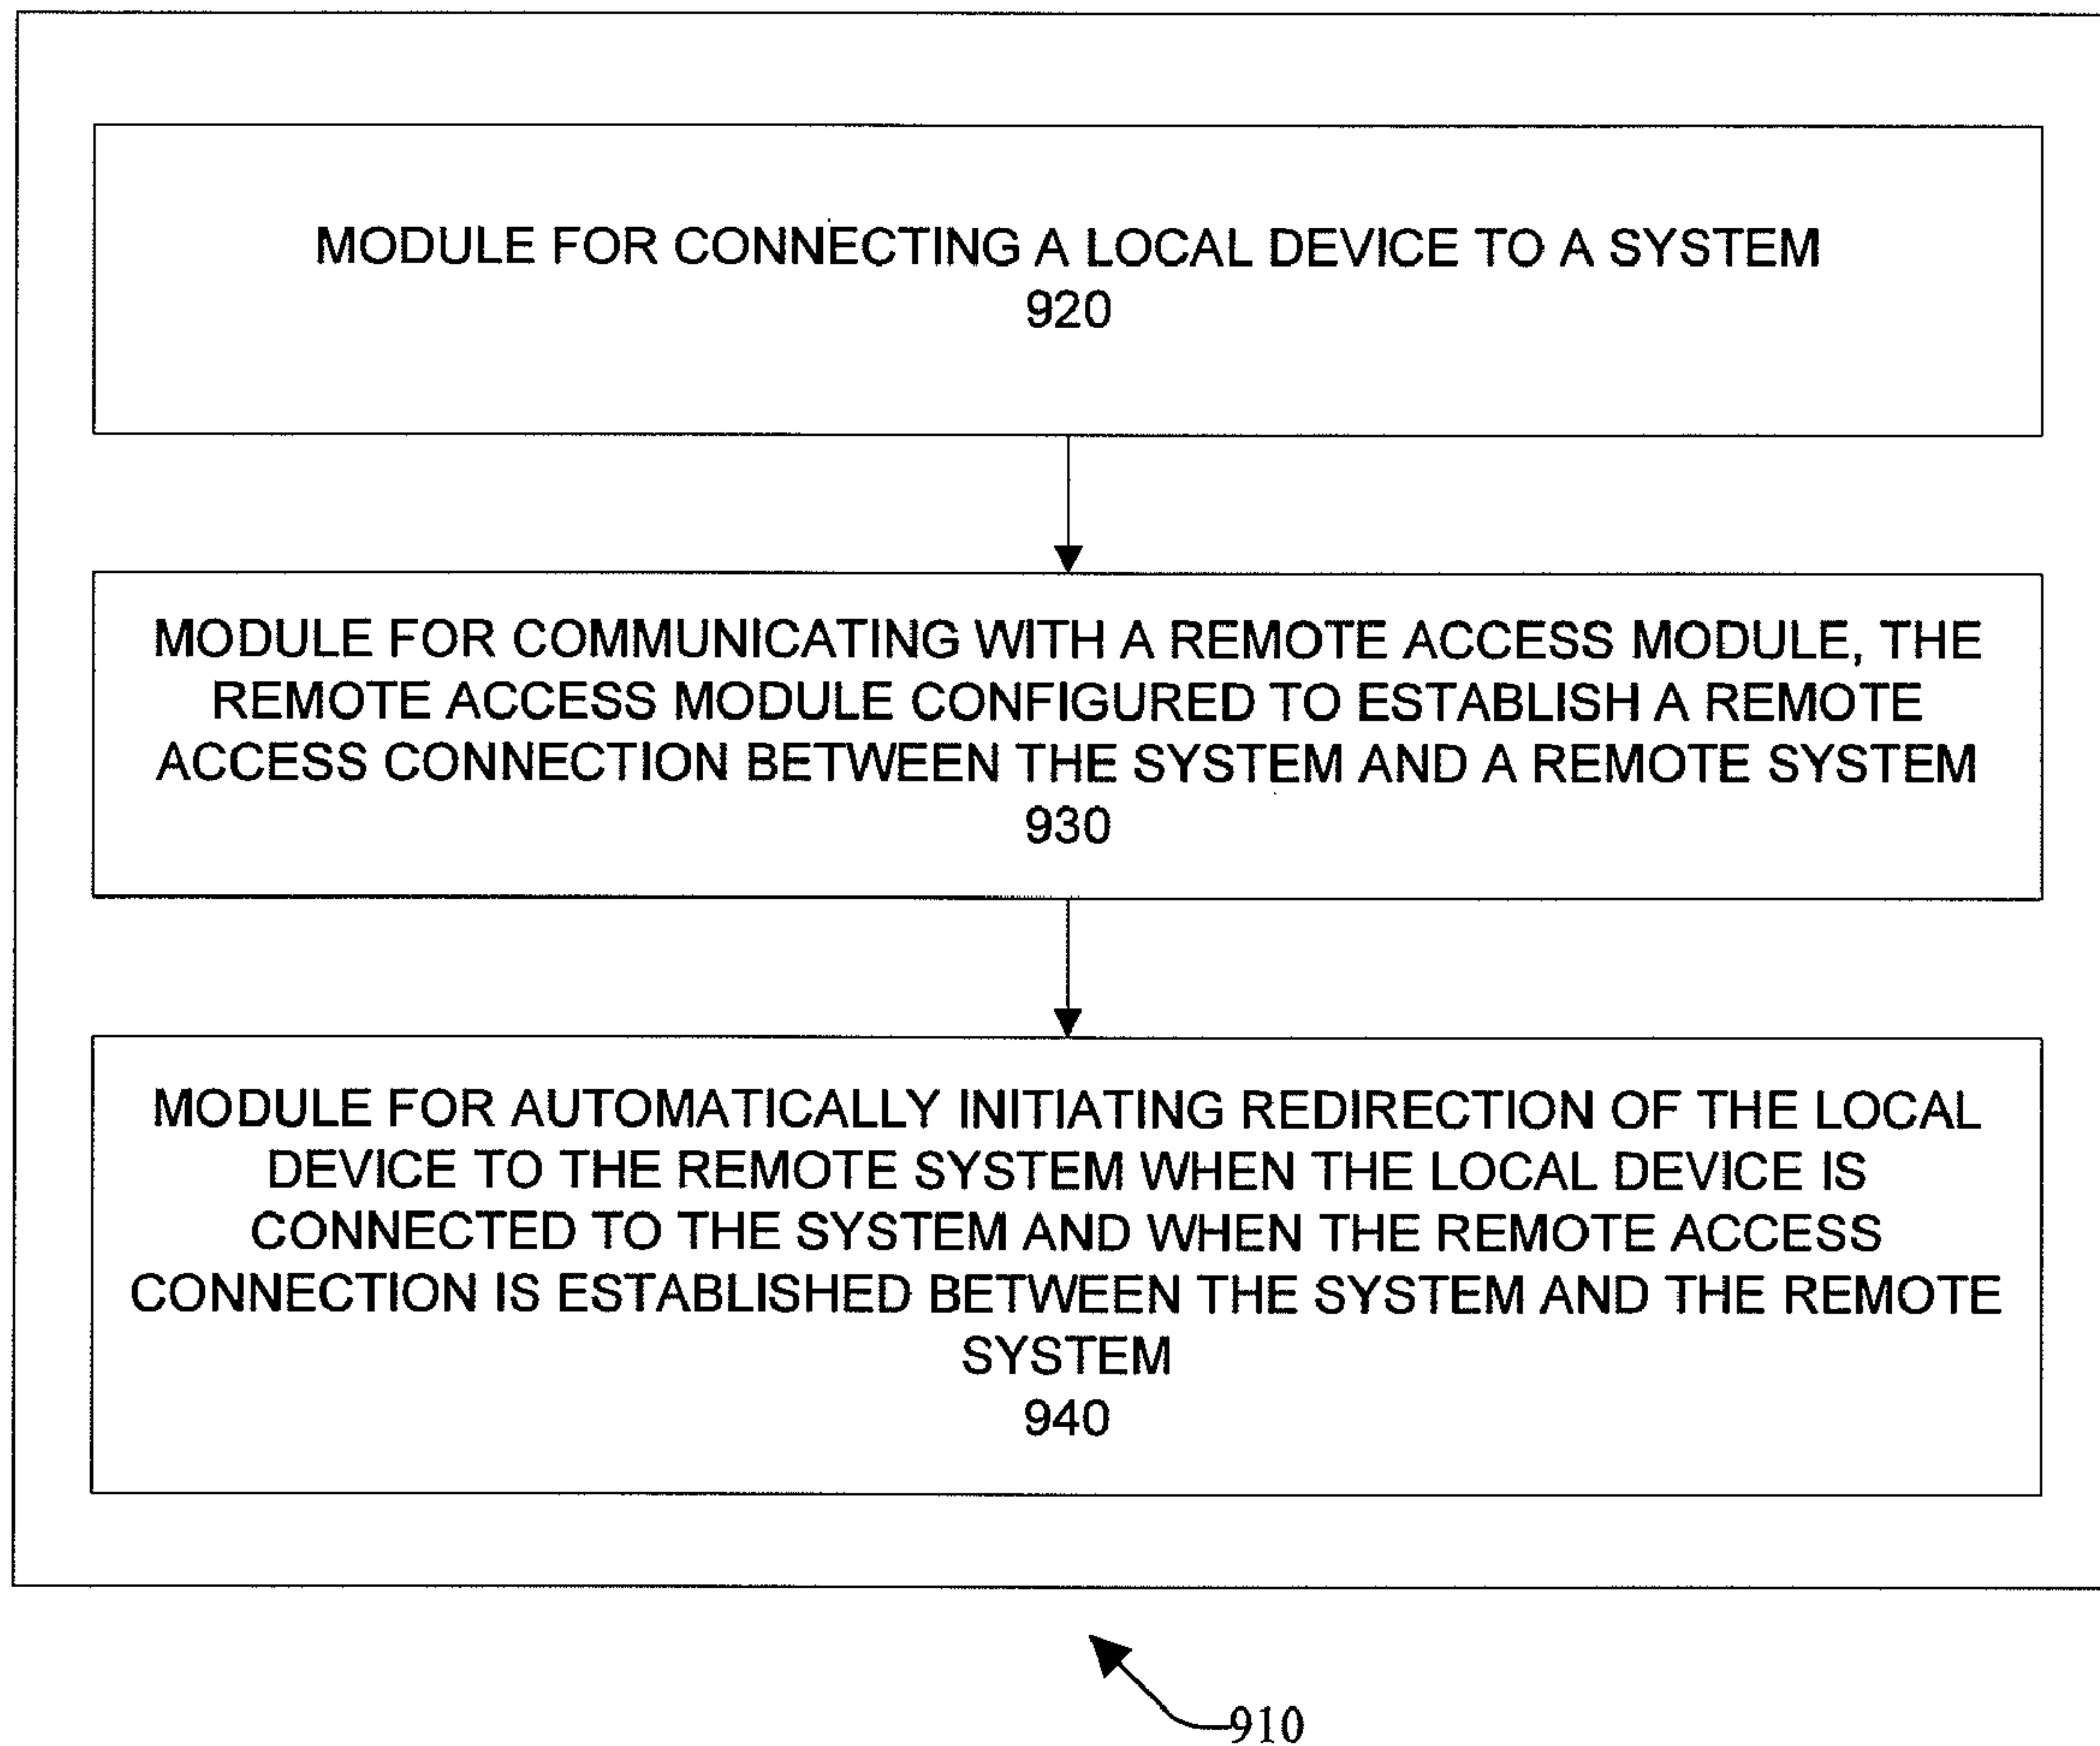 MODULE FOR CONNECTING A LOCAL DEVICE TO A SYSTEM
920
MODULE FOR COMMUNICATING WITH A REMOTE ACCESS MODULE, THE
REMOTE ACCESS MODULE CONFIGURED TO ESTABLISH A REMOTE
ACCESS CONNECTION BETWEEN THE SYSTEM AND A REMOTE SYSTEM
930
MODULE FOR AUTOMATICALLY INITIATING REDIRECTION OF THE LOCAL
DEVICE TO THE REMOTE SYSTEM WHEN THE LOCAL DEVICE IS
CONNECTED TO THE SYSTEM AND WHEN THE REMOTE ACCESS
CONNECTION IS ESTABLISHED BETWEEN THE SYSTEM AND THE REMOTE
SYSTEM
940
910